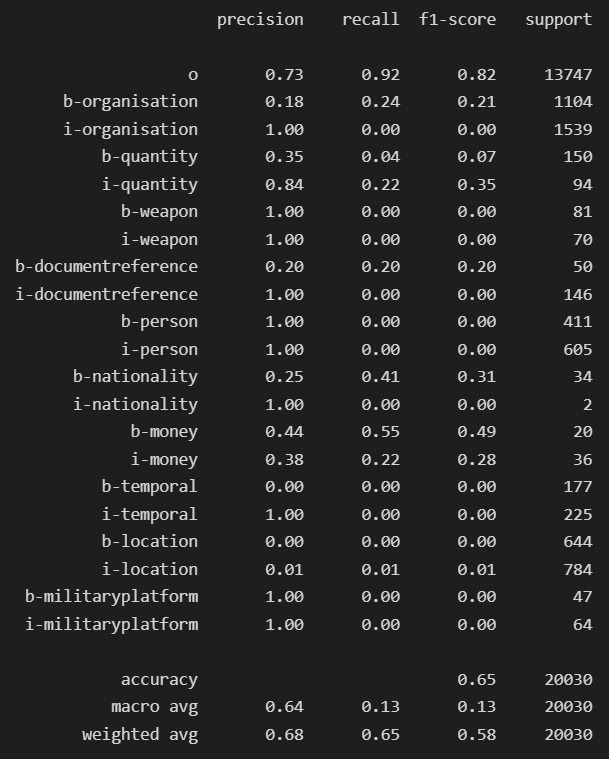 precision recall f1-score support
o 0.73 0.92 0.82 13747
b-organisation 0.18 0.24 0.21 1104
i-organisation 1.00 0.00 0.00 1539
b-quantity 0.35 0.04 0.07 150
i-quantity 0.84 0.22 0.35 94
b-weapon 1.00 0.00 0.00 81
i-weapon 1.00 0.00 0.00 70
b-documentreference 0.20 0.20 0.20 50
i-documentreference 1.00 0.00 0.00 146
b-person 1.00 0.00 0.00 411
i-person 1.00 0.00 0.00 605
b-nationality 0.25 0.41 0.31 34
i-nationality 1.00 0.00 0.00 2
b-money 0.44 0.55 0.49 20
i-money 0.38 0.22 0.28 36
b-temporal 0.00 0.00 0.00 177
i-temporal 1.00 0.00 0.00 225
b-location 0.00 0.00 0.00 644
i-location 0.01 0.01 0.01 784
b-militaryplatform 1.00 0.00 0.00 47
i-militaryplatform 1.00 0.00 0.00 64
accuracy 0.65 20030
macro avg 0.64 0.13 0.13 20030
weighted avg 0.68 0.65 0.58 20030